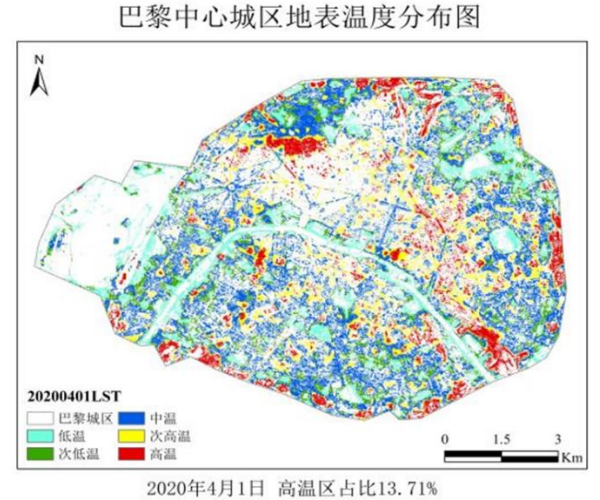 巴黎中心城区地表温度分布图
N
20200401LST
巴黎城区 中温
低温 次高温
次低温 高温
0 1.5 3
Km
2020年4月1日 高温区占比13.71%